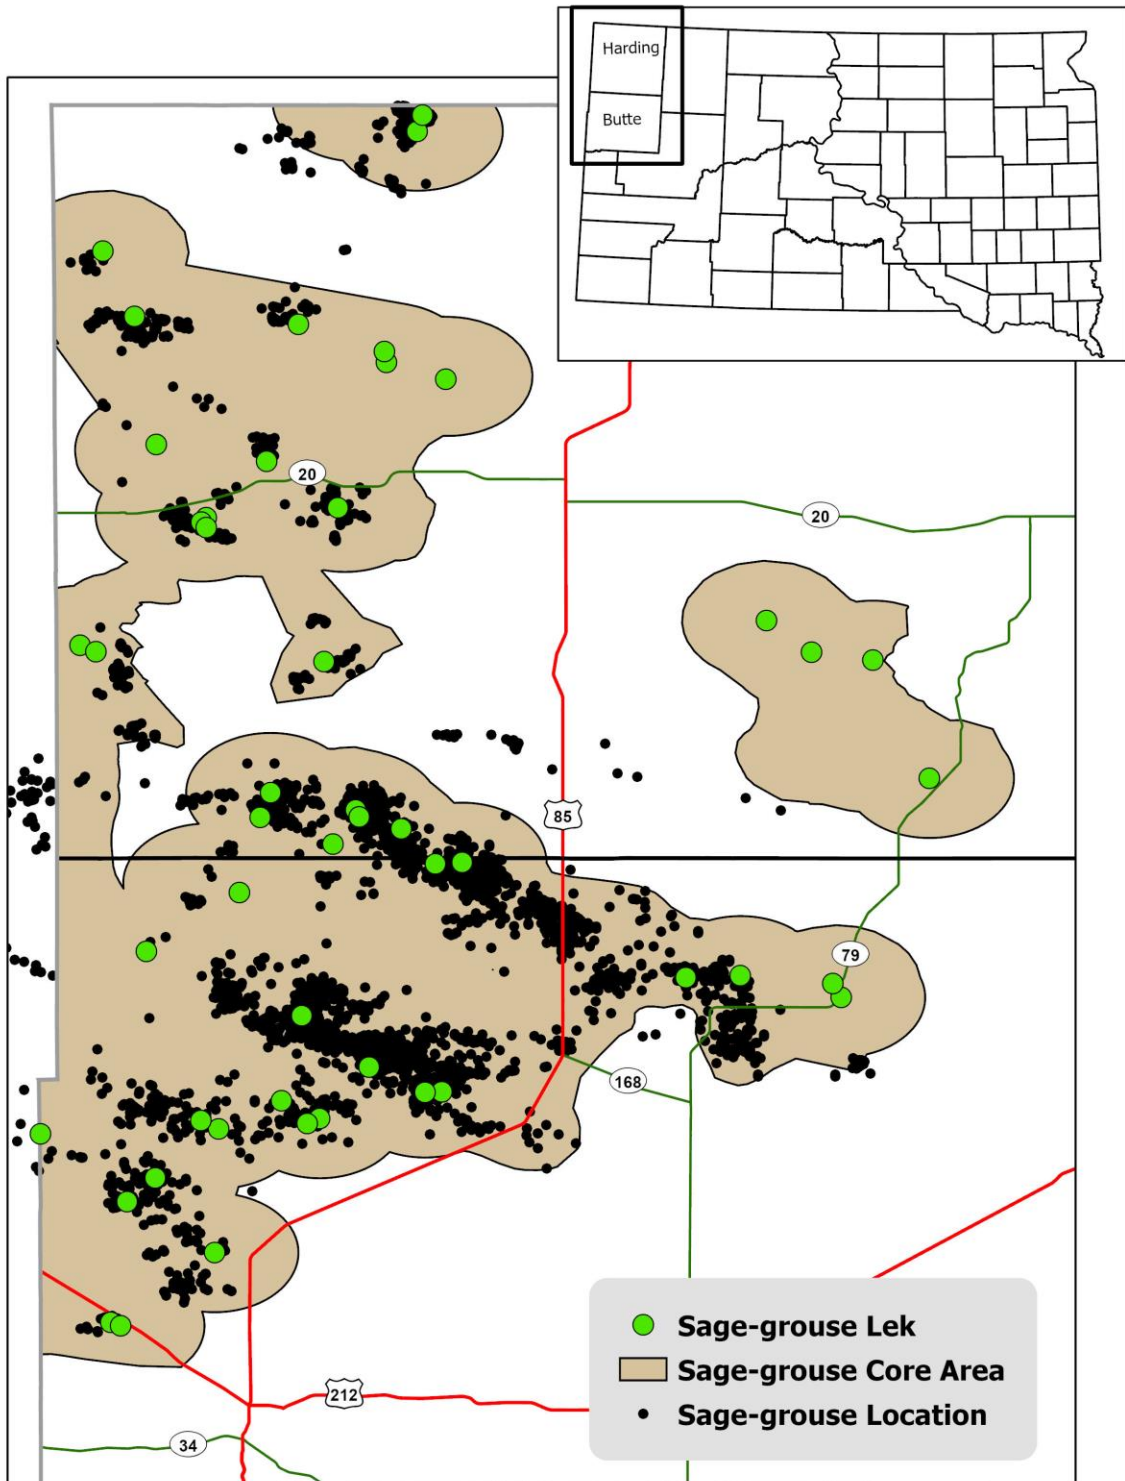 Harding
Butte
20
20
85
79
168
212
34
Sage-grouse Lek
Sage-grouse Core Area
Sage-grouse Location